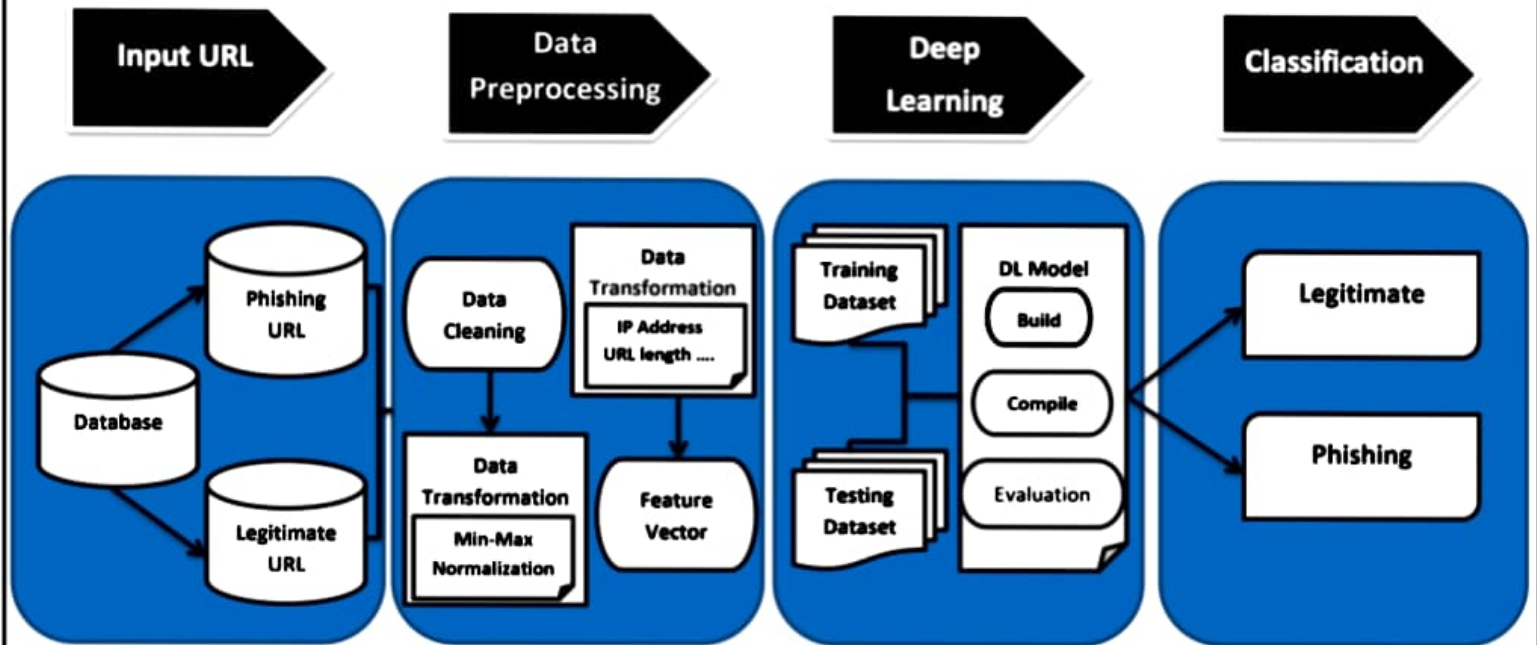 Input URL
Data
Preprocessing
Deep
Learning
Classification
Phishing
URL
Database
Legitimate
URL
Data
Cleaning
Data
Transformation
Min-Max
Normalization
Data
Transformation
IP Address
URL length ....
Feature
Vector
Training
Dataset
Testing
Dataset
DL Model
Build
Compile
Evaluation
Legitimate
Phishing